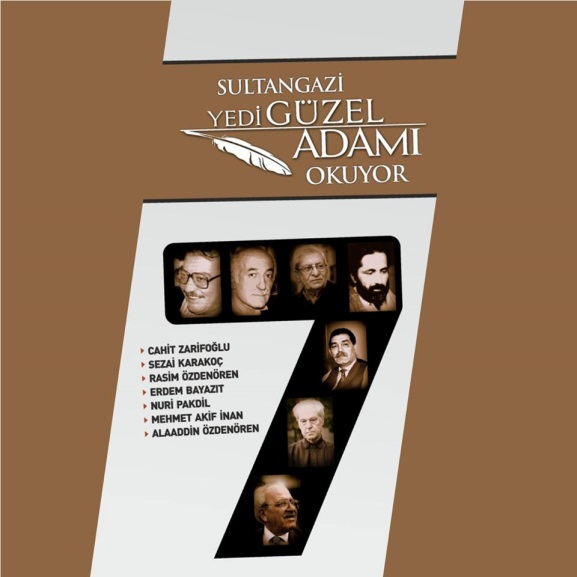 SULTANGAZİ
YEDİ GÜZEL
ADAMI
OKUYOR
CAHİT ZARİFOĞLU
SEZAİ KARAKOÇ
RASİM ÖZDENÖREN
ERDEM BAYAZIT
NURİ PAKDİL
MEHMET AKİF İNAN
ALAADDİN ÖZDENÖREN
7